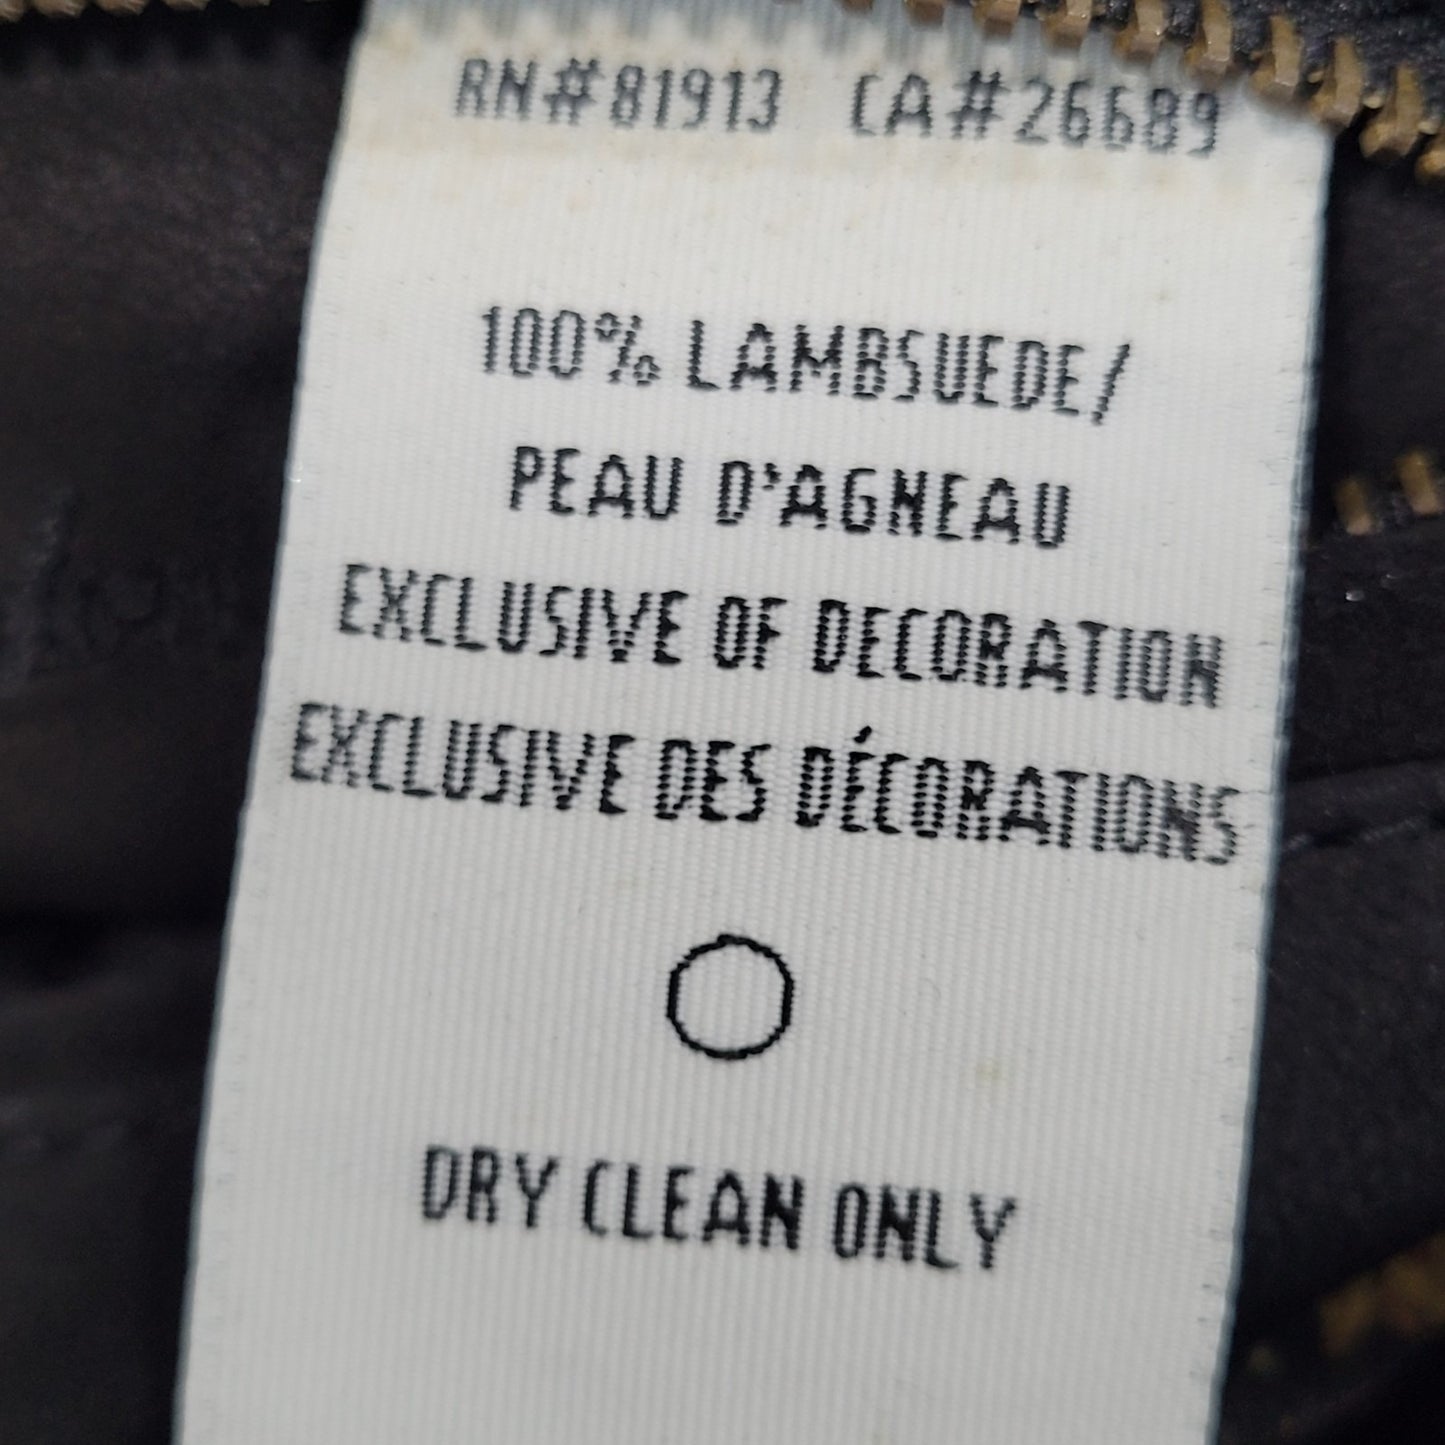 RN#81913 CA#26689
100% LAMBSUEDE/
PEAU D'AGNEAU
EXCLUSIVE OF DECORATION
EXCLUSIVE DES DÉCORATIONS
DRY CLEAN ONLY